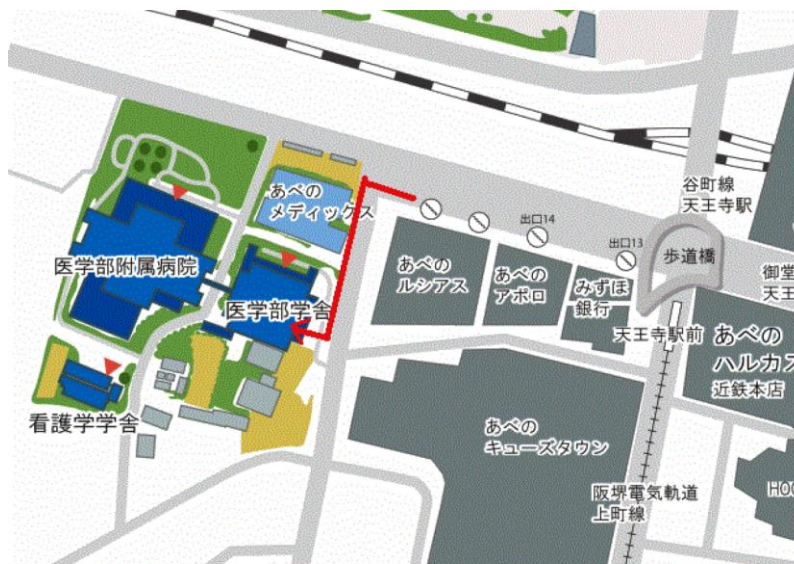 谷町線
天王寺駅
あべの
メディックス
出口14
出口13
歩道橋
御堂
天王
医学部附属病院
あべの
ルシアス
あべの
アポロ
みずほ
銀行
医学部学舎
天王寺駅前
あべの
ハルカス
近鉄本店
看護学学舎
あべの
キューズタウン
阪堺電気軌道
上町線
HOO